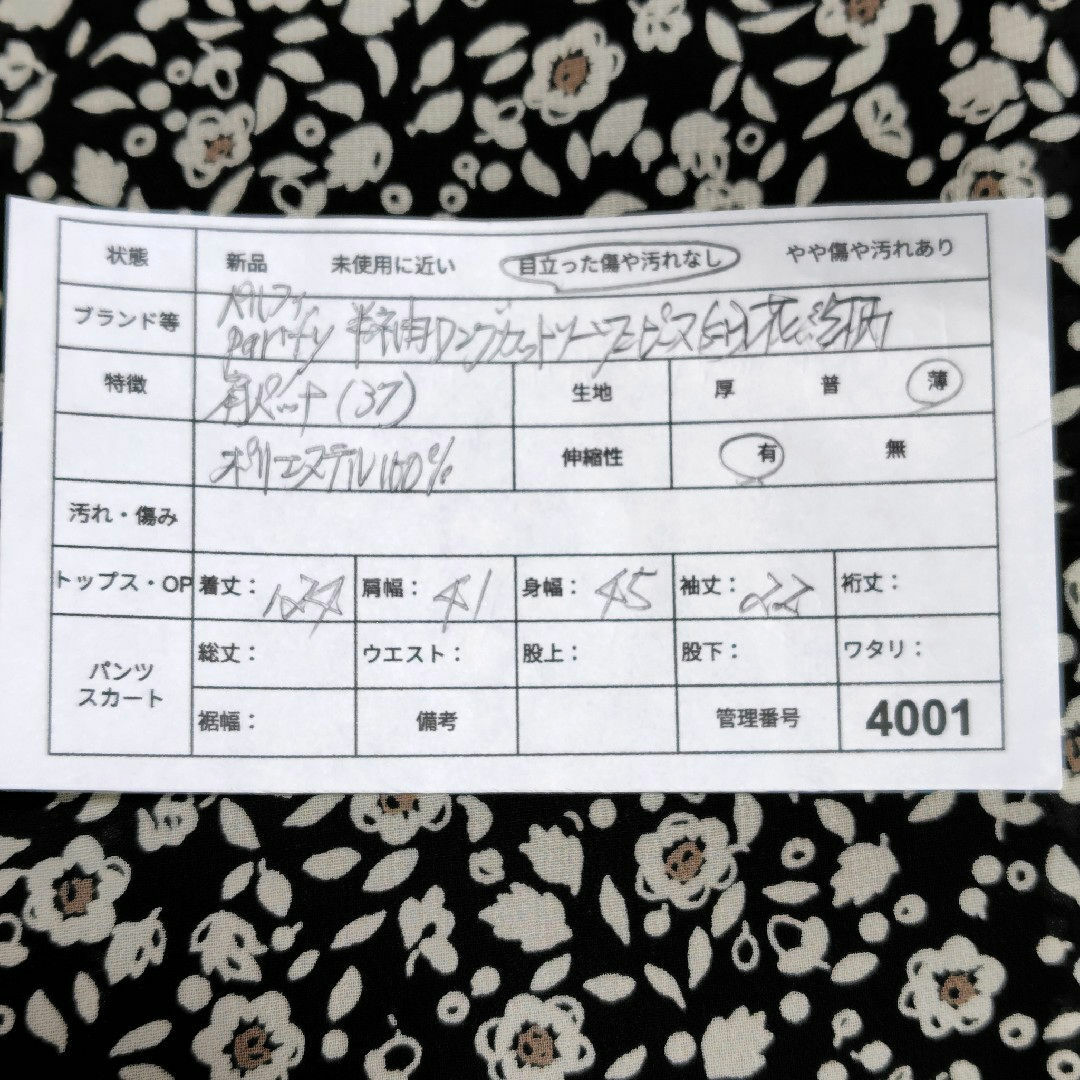 状態 新品 未使用に近い 目立った傷や汚れなし やや傷や汚れあり
パルフィ
ブランド等 parify 半袖 ロングカットソーワンピース 白 花総柄
特徴 肩パット(37) 生地 厚 普 薄
ポリエステル100% 伸縮性 有 無
汚れ・傷み
トップス・OP 着丈: 124 肩幅: 41 身幅: 45 袖丈: 22 裄丈:
パンツ 総丈: ウエスト: 股上: 股下: ワタリ:
スカート
裾幅: 備考 管理番号 4001